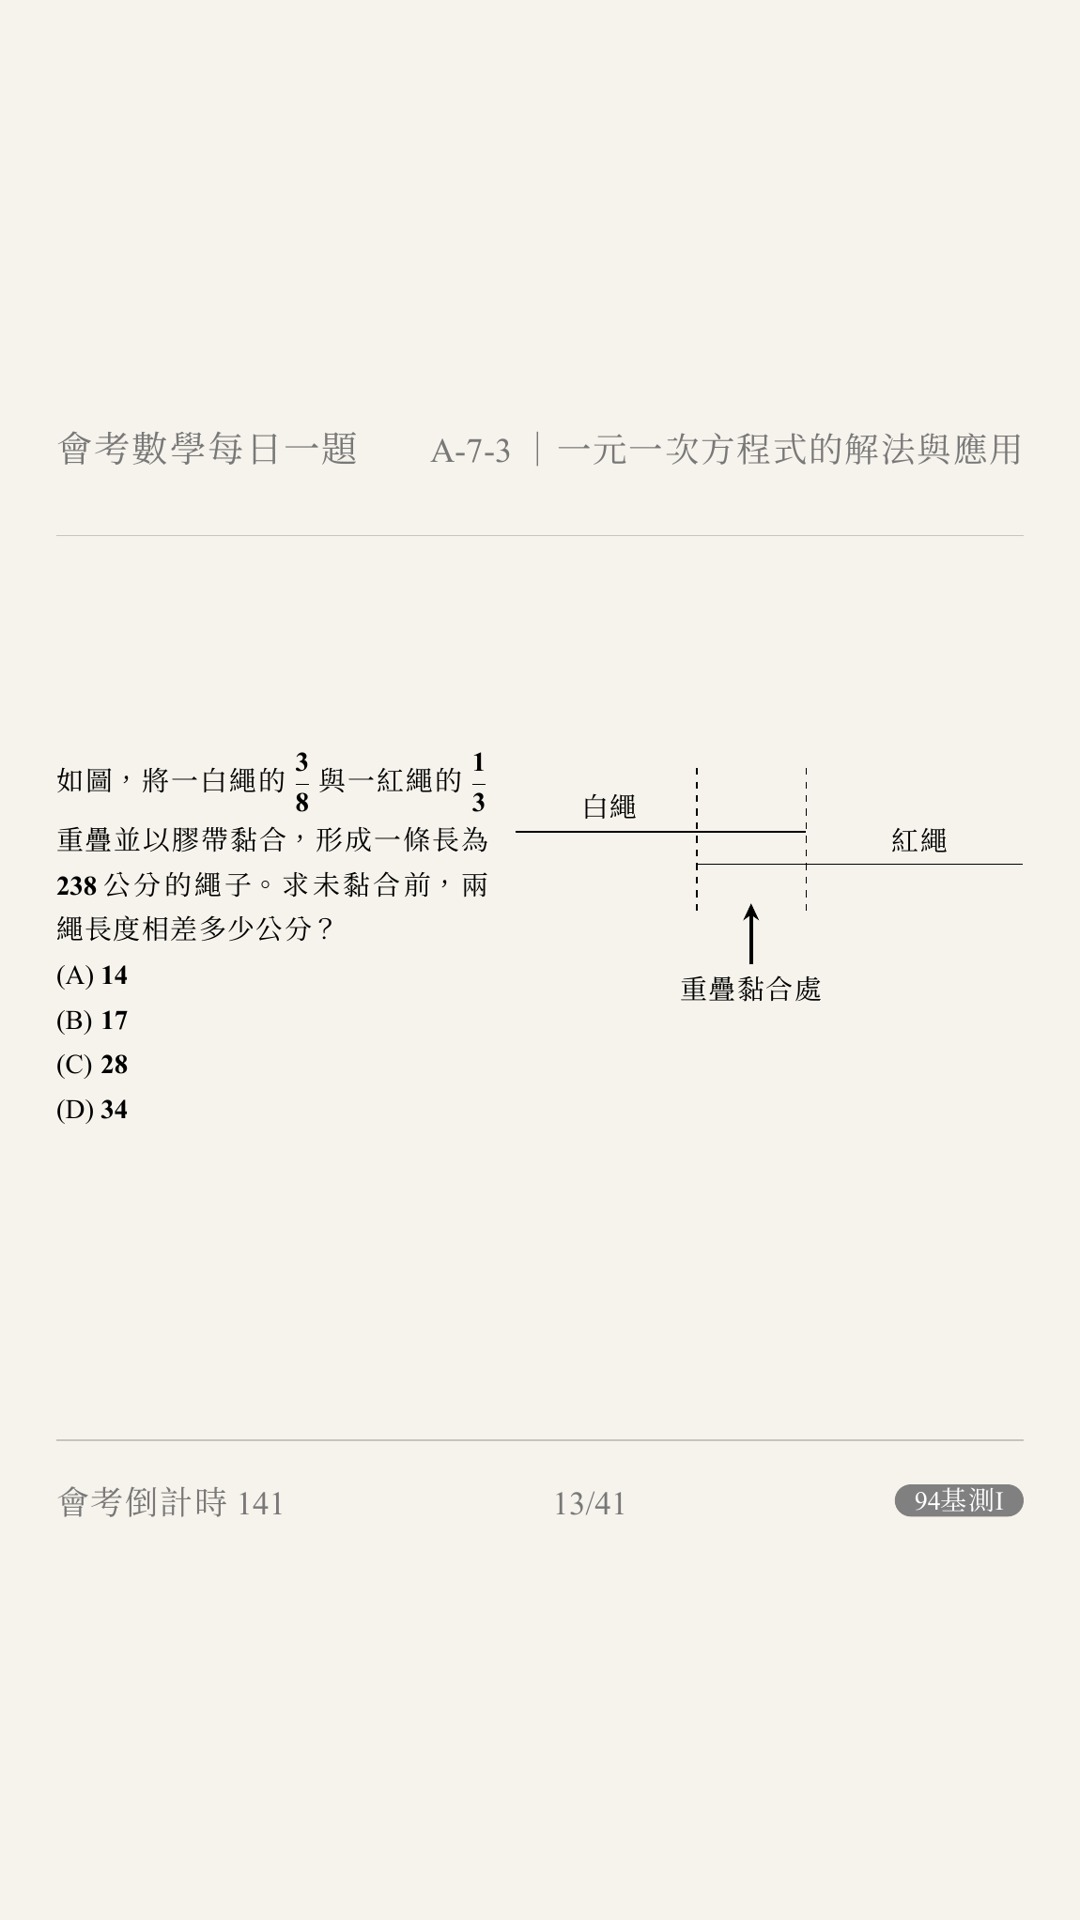 會考數學每日一題 A-7-3｜一元一次方程式的解法與應用
如圖，將一白繩的 3/8 與一紅繩的 1/3
重疊並以膠帶黏合，形成一條長為
238 公分的繩子。求未黏合前，兩
繩長度相差多少公分？
(A) 14
(B) 17
(C) 28
(D) 34
白繩
紅繩
重疊黏合處
會考倒計時 141 13/41 94基測I